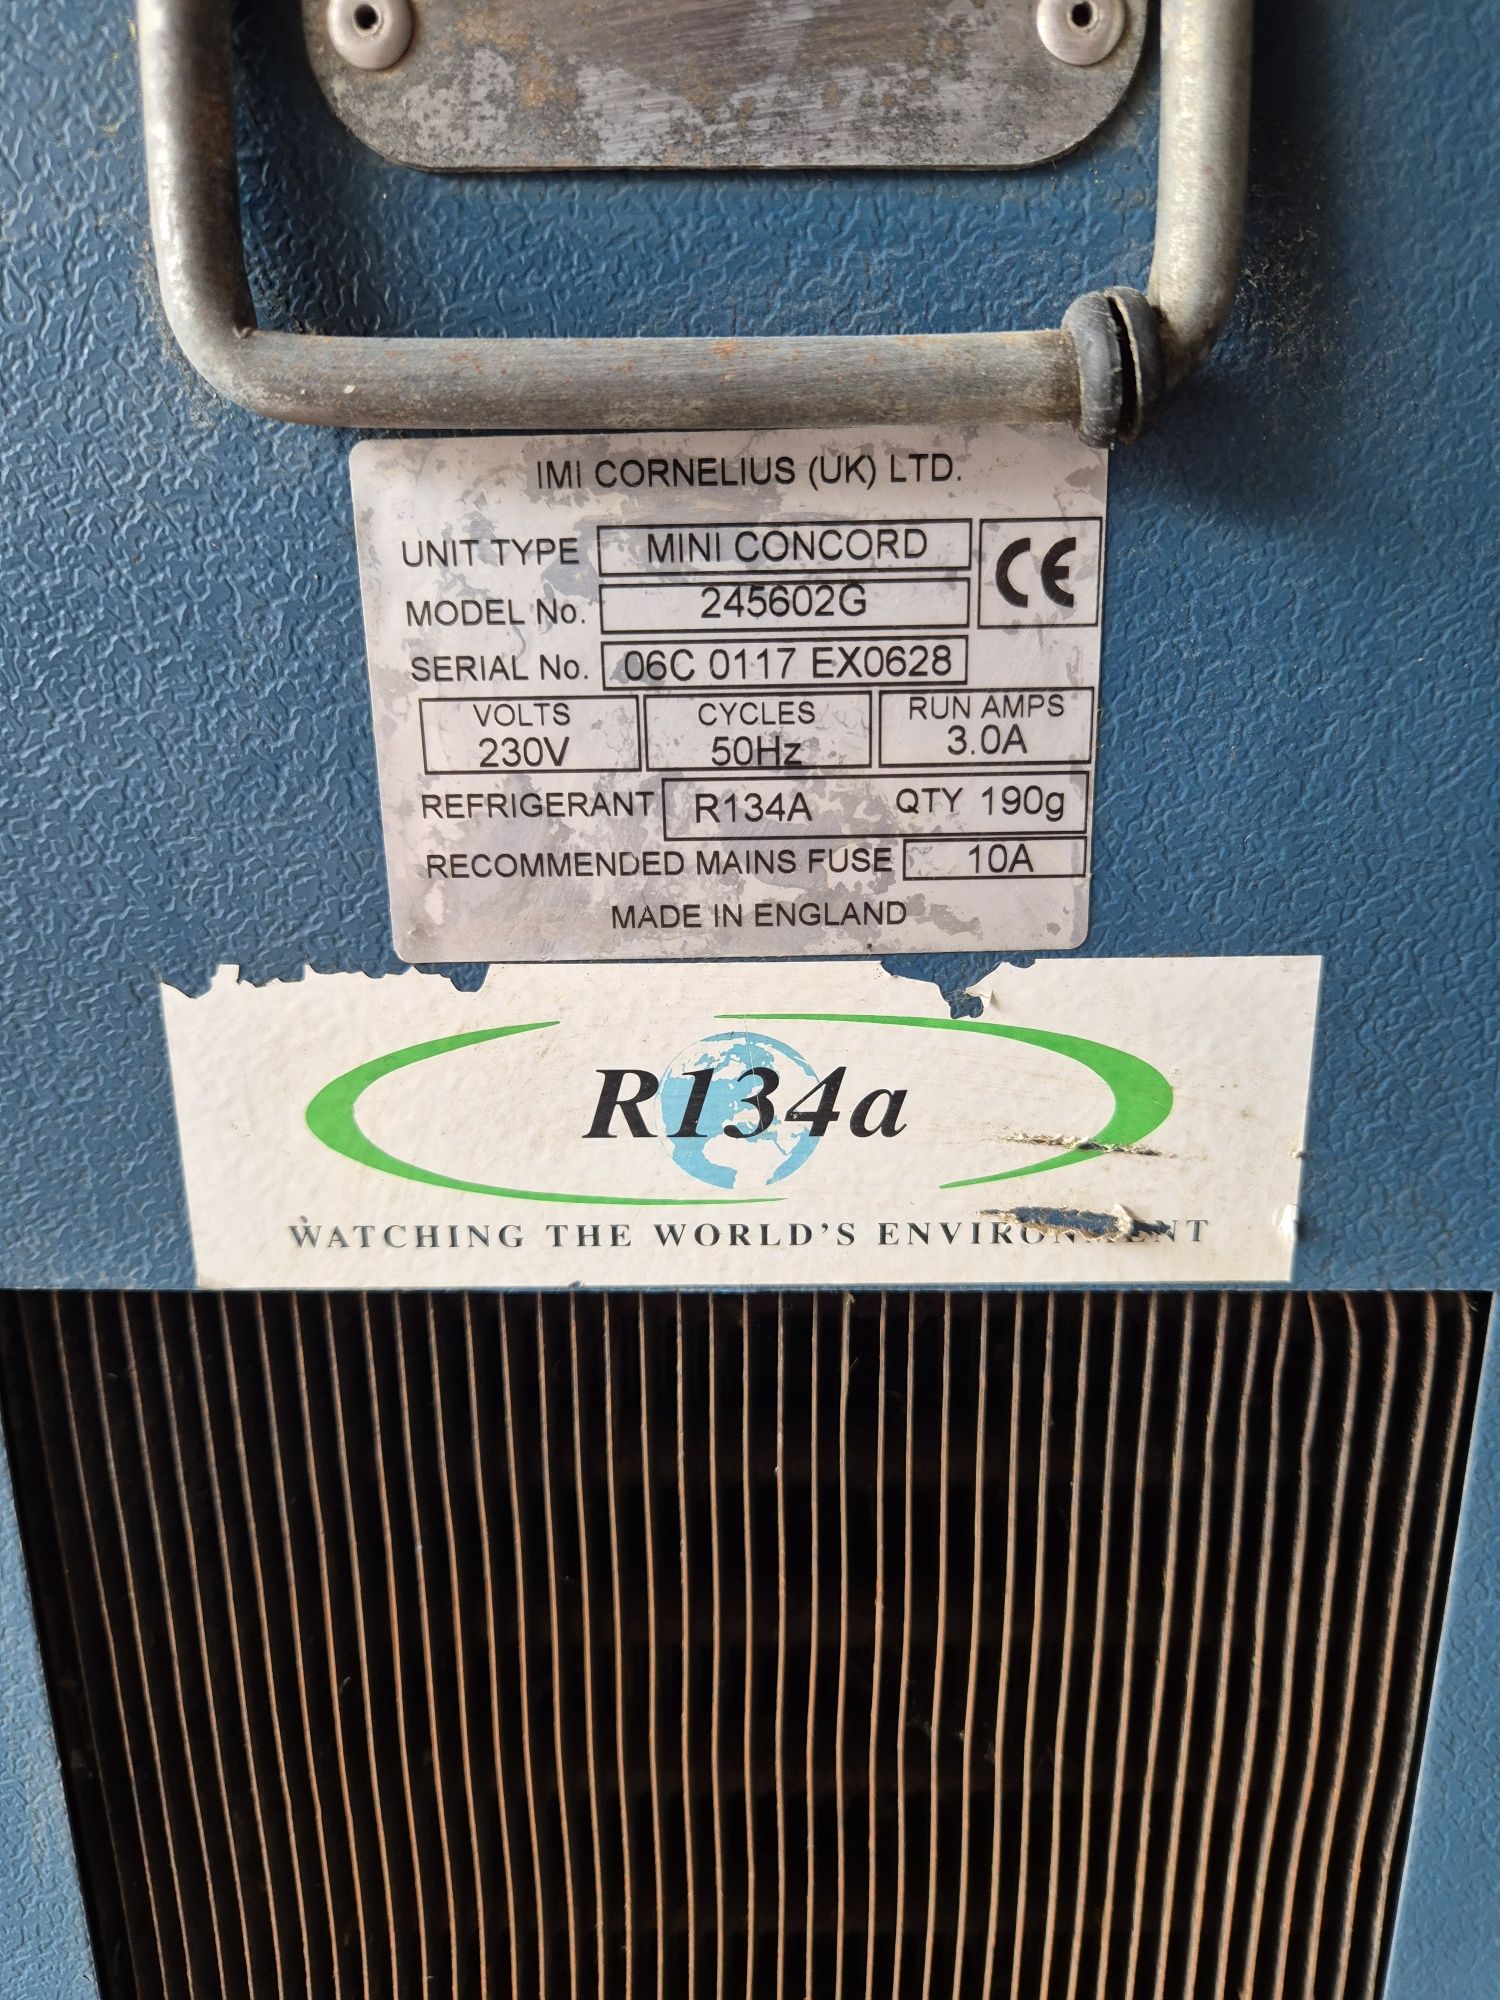 IMI CORNELIUS (UK) LTD.
UNIT TYPE MINI CONCORD CE
MODEL No. 245602G
SERIAL No. 06C 0117 EX0628
VOLTS CYCLES RUN AMPS
230V 50Hz 3.0A
REFRIGERANT R134A QTY 190g
RECOMMENDED MAINS FUSE 10A
MADE IN ENGLAND
R134a
WATCHING THE WORLD'S ENVIRONMENT